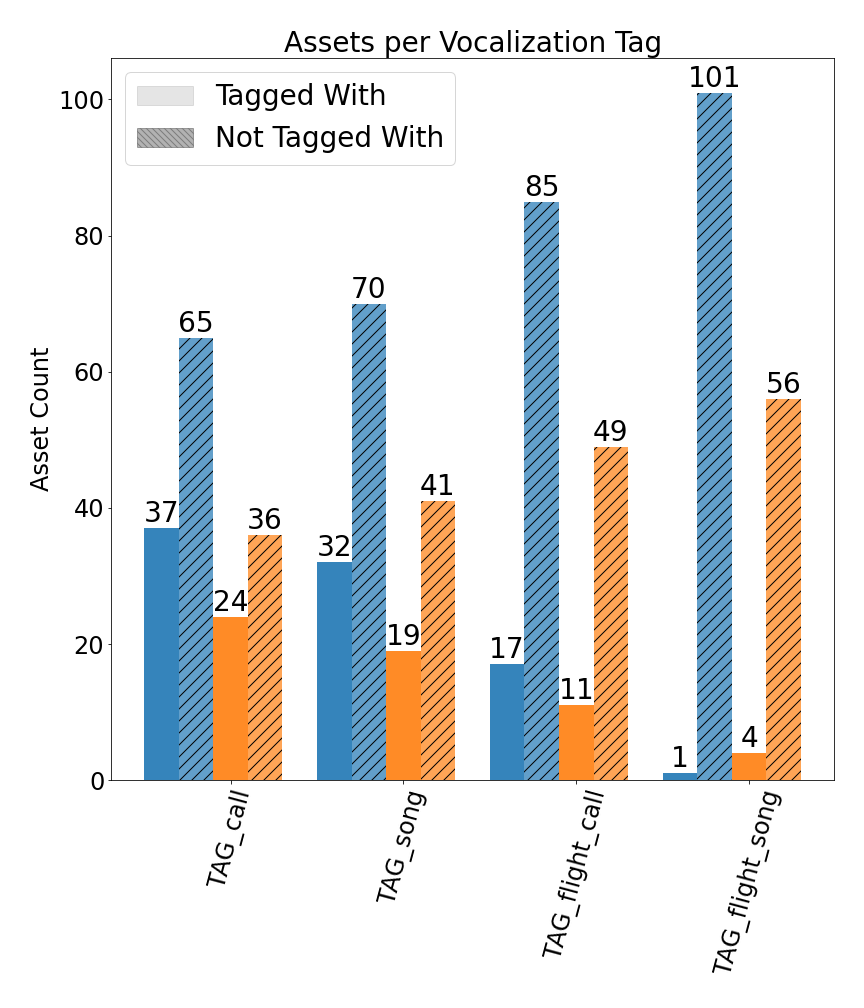 Assets per Vocalization Tag
Tagged With
Not Tagged With
Asset Count
100
80
60
40
20
0
37
65
24
36
32
70
19
41
17
85
11
49
1
101
4
56
TAG_call
TAG_song
TAG_flight_call
TAG_flight_song